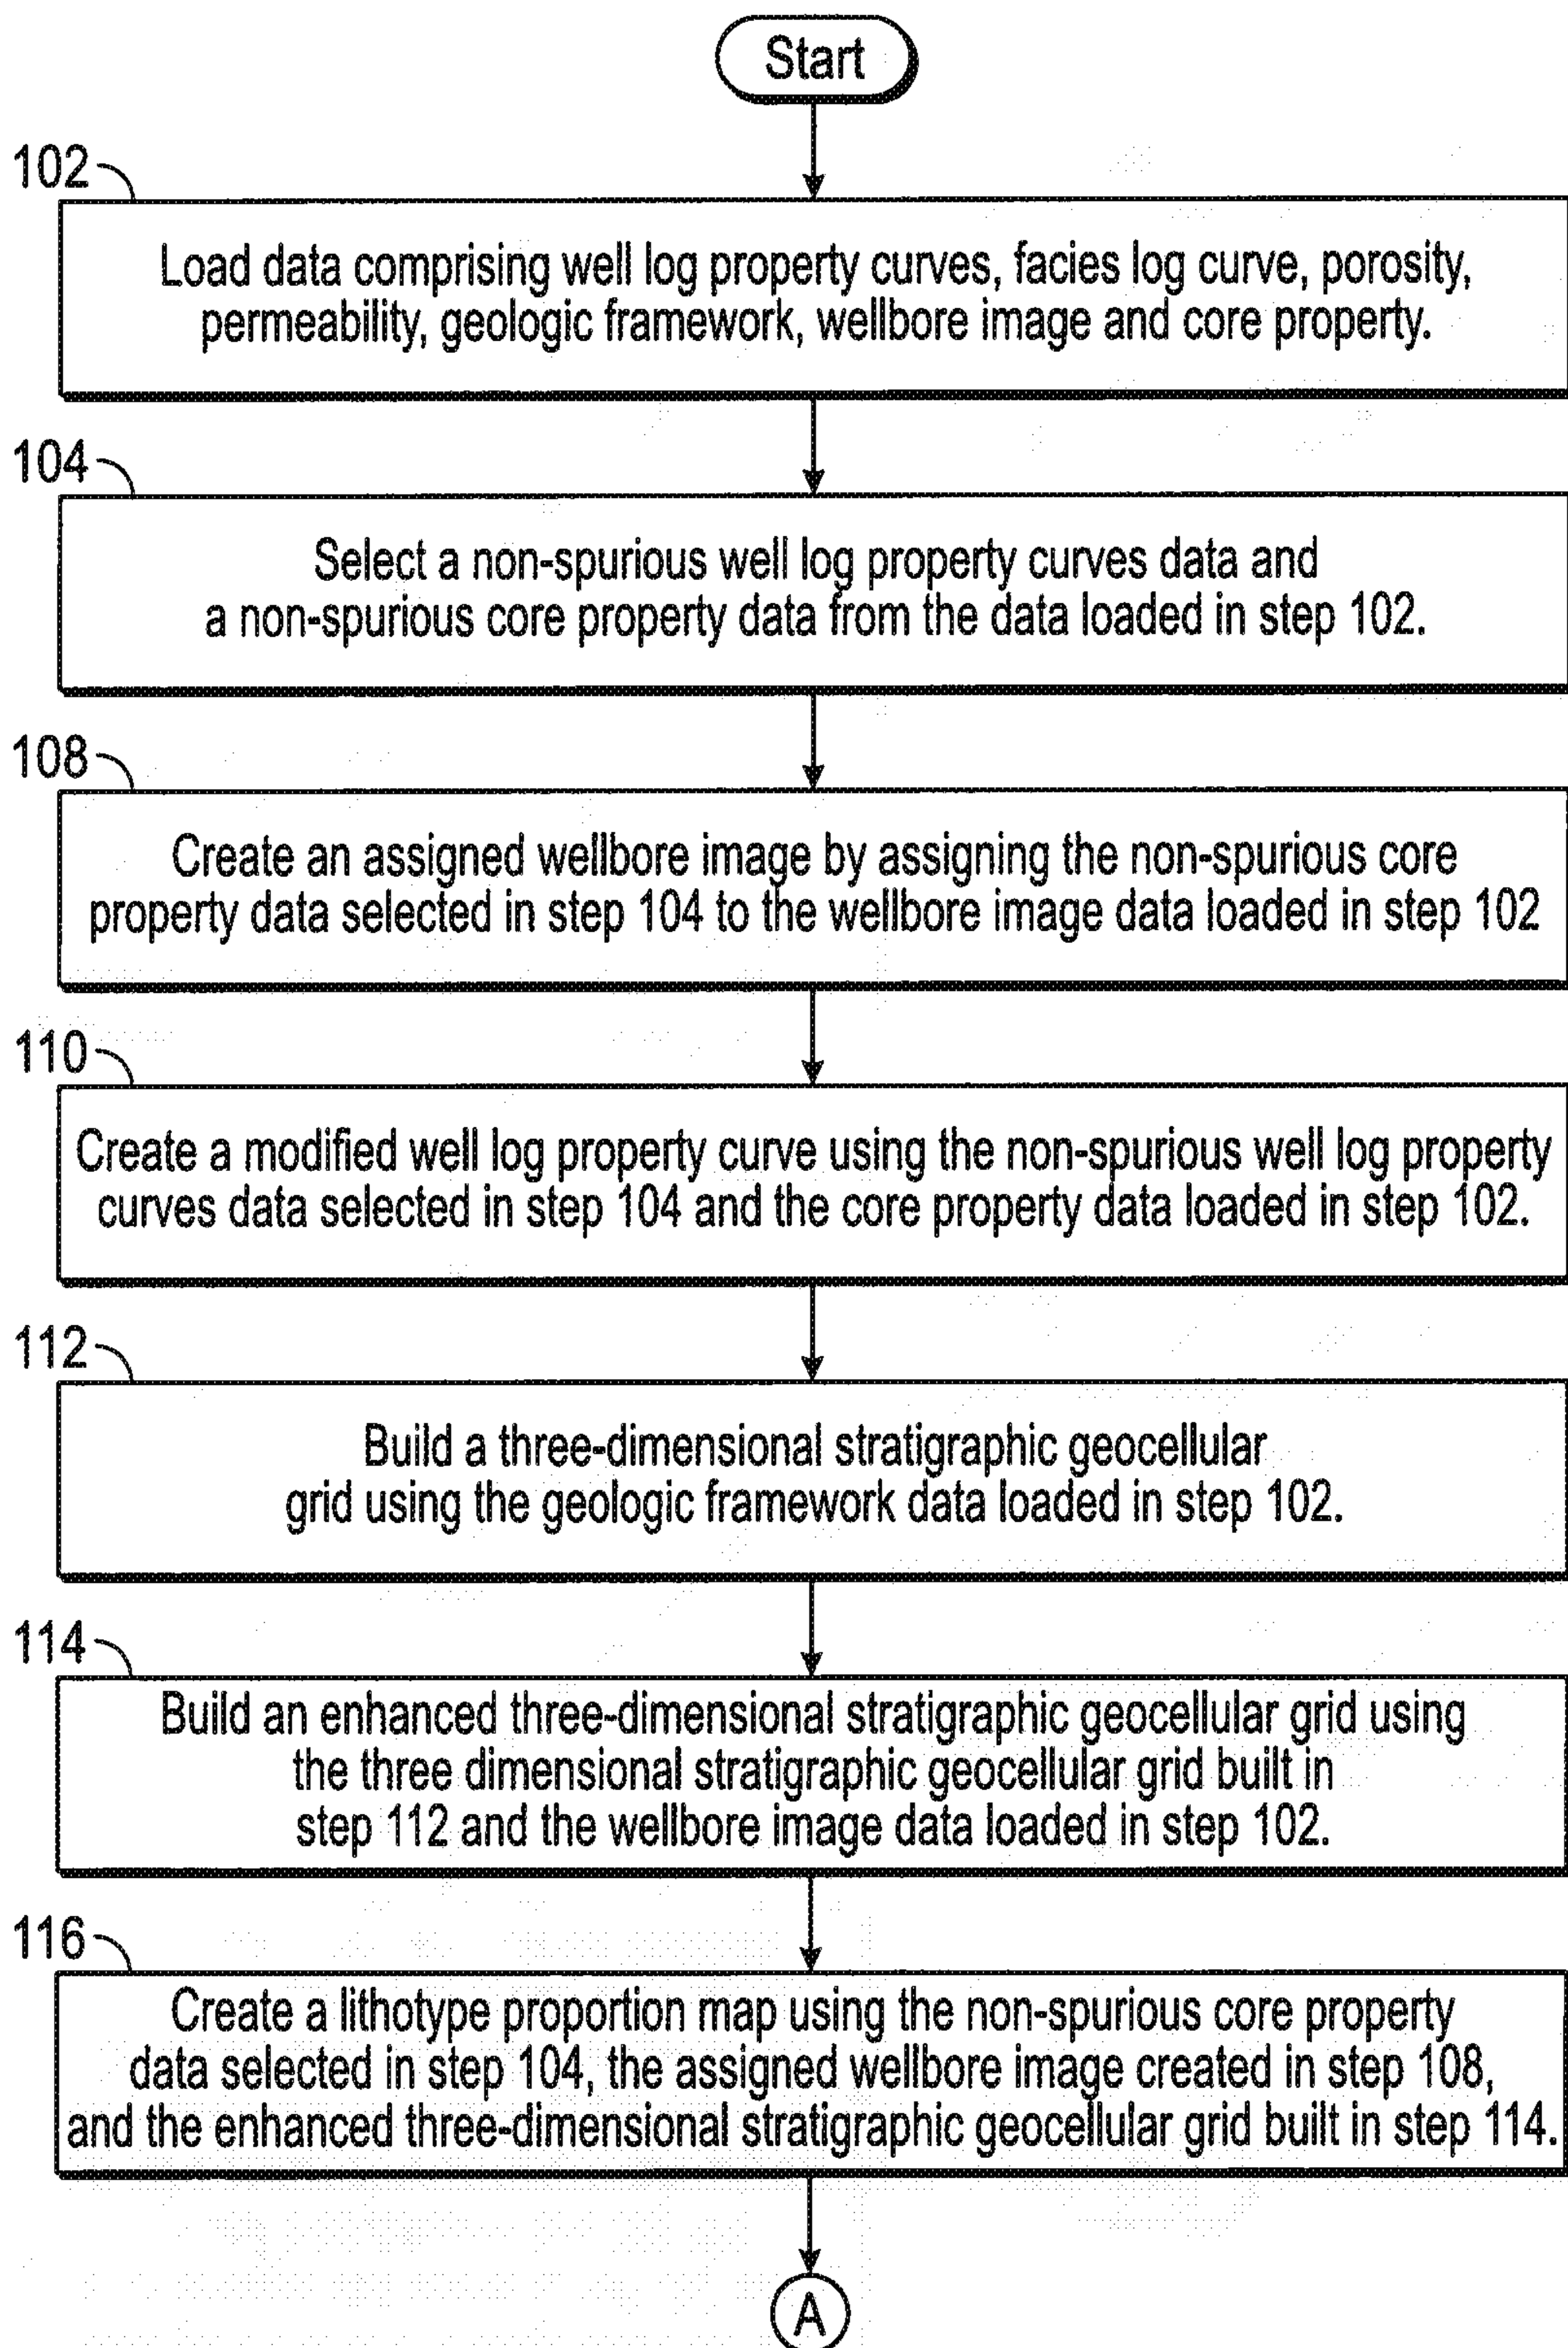 Start
102
Load data comprising well log property curves, facies log curve, porosity,
permeability, geologic framework, wellbore image and core property.
104
Select a non-spurious well log property curves data and
a non-spurious core property data from the data loaded in step 102.
108
Create an assigned wellbore image by assigning the non-spurious core
property data selected in step 104 to the wellbore image data loaded in step 102
110
Create a modified well log property curve using the non-spurious well log property
curves data selected in step 104 and the core property data loaded in step 102.
112
Build a three-dimensional stratigraphic geocellular
grid using the geologic framework data loaded in step 102.
114
Build an enhanced three-dimensional stratigraphic geocellular grid using
the three dimensional stratigraphic geocellular grid built in
step 112 and the wellbore image data loaded in step 102.
116
Create a lithotype proportion map using the non-spurious core property
data selected in step 104, the assigned wellbore image created in step 108,
and the enhanced three-dimensional stratigraphic geocellular grid built in step 114.
A